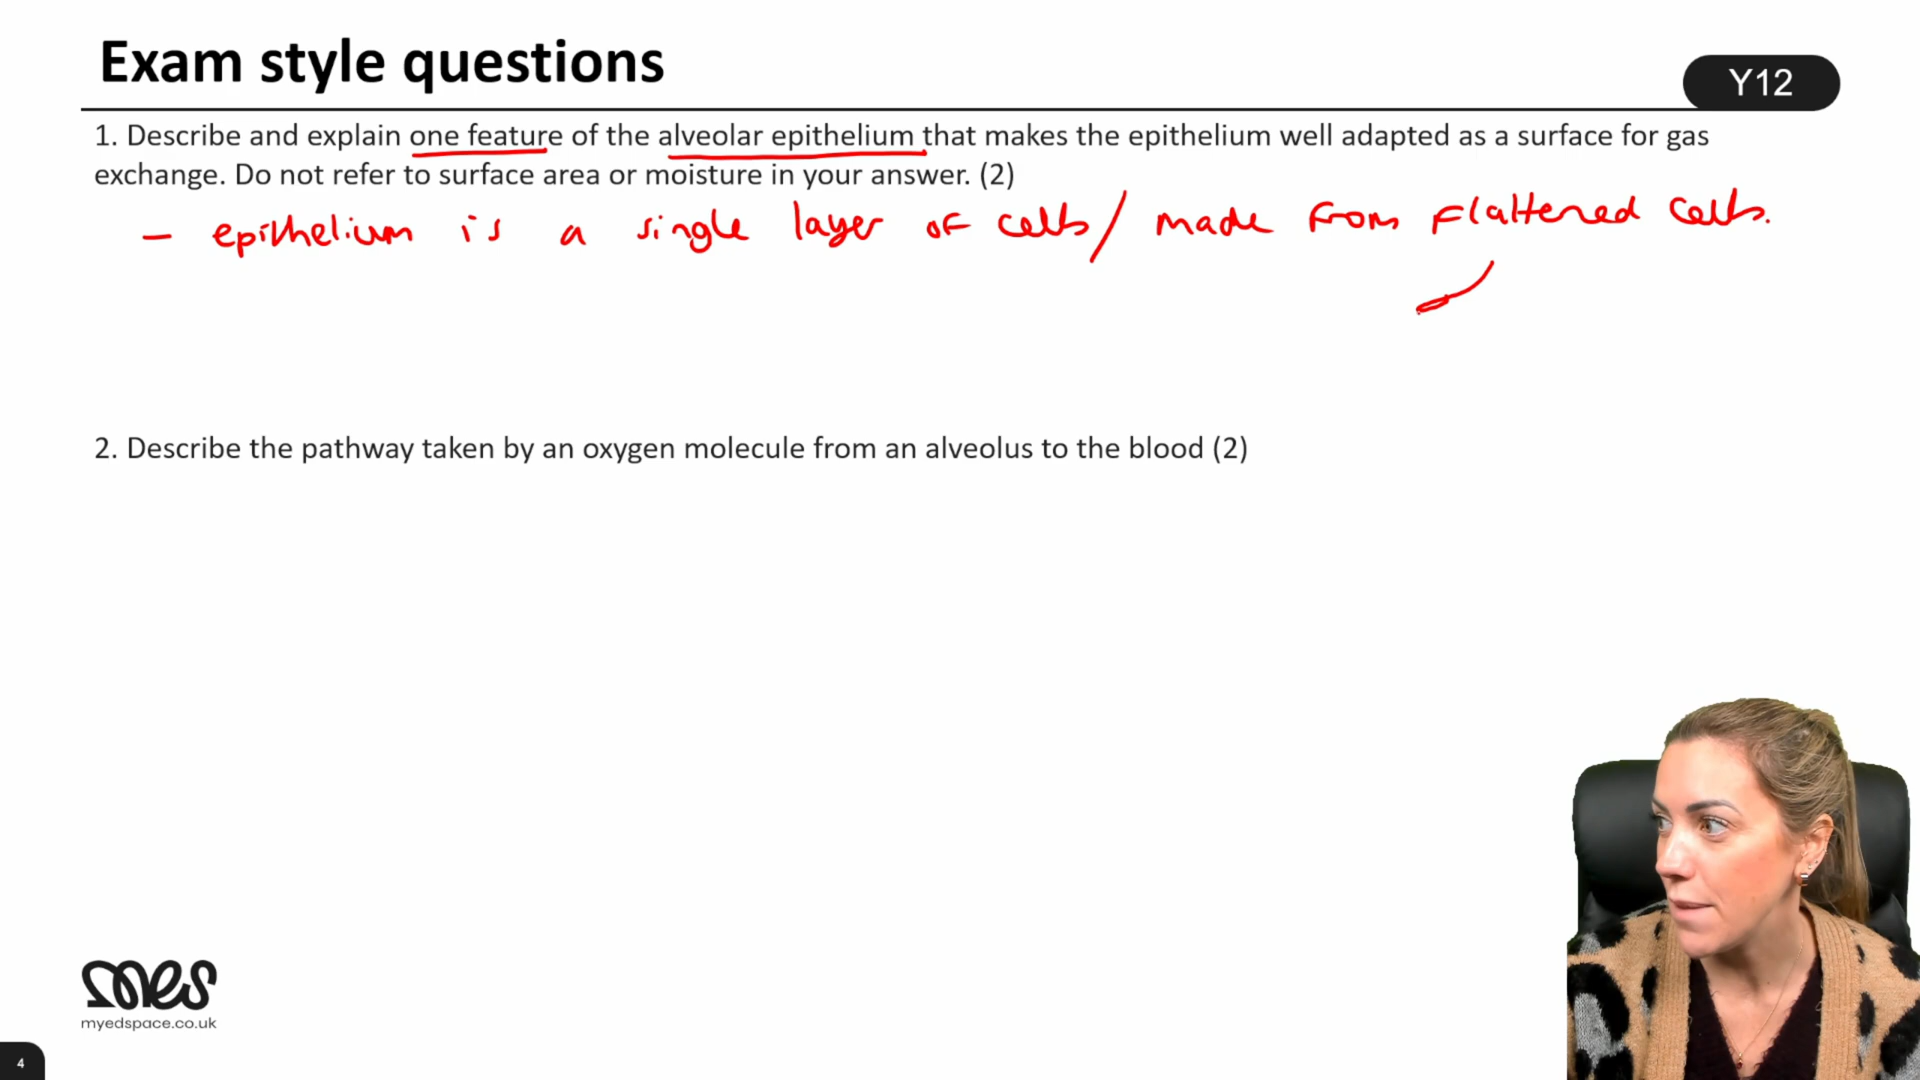 Exam style questions
Y12
1. Describe and explain one feature of the alveolar epithelium that makes the epithelium well adapted as a surface for gas
exchange. Do not refer to surface area or moisture in your answer. (2)
– epithelium is a single layer of cells/ made from flattened cells.
2. Describe the pathway taken by an oxygen molecule from an alveolus to the blood (2)
mes
myedspace.co.uk
4